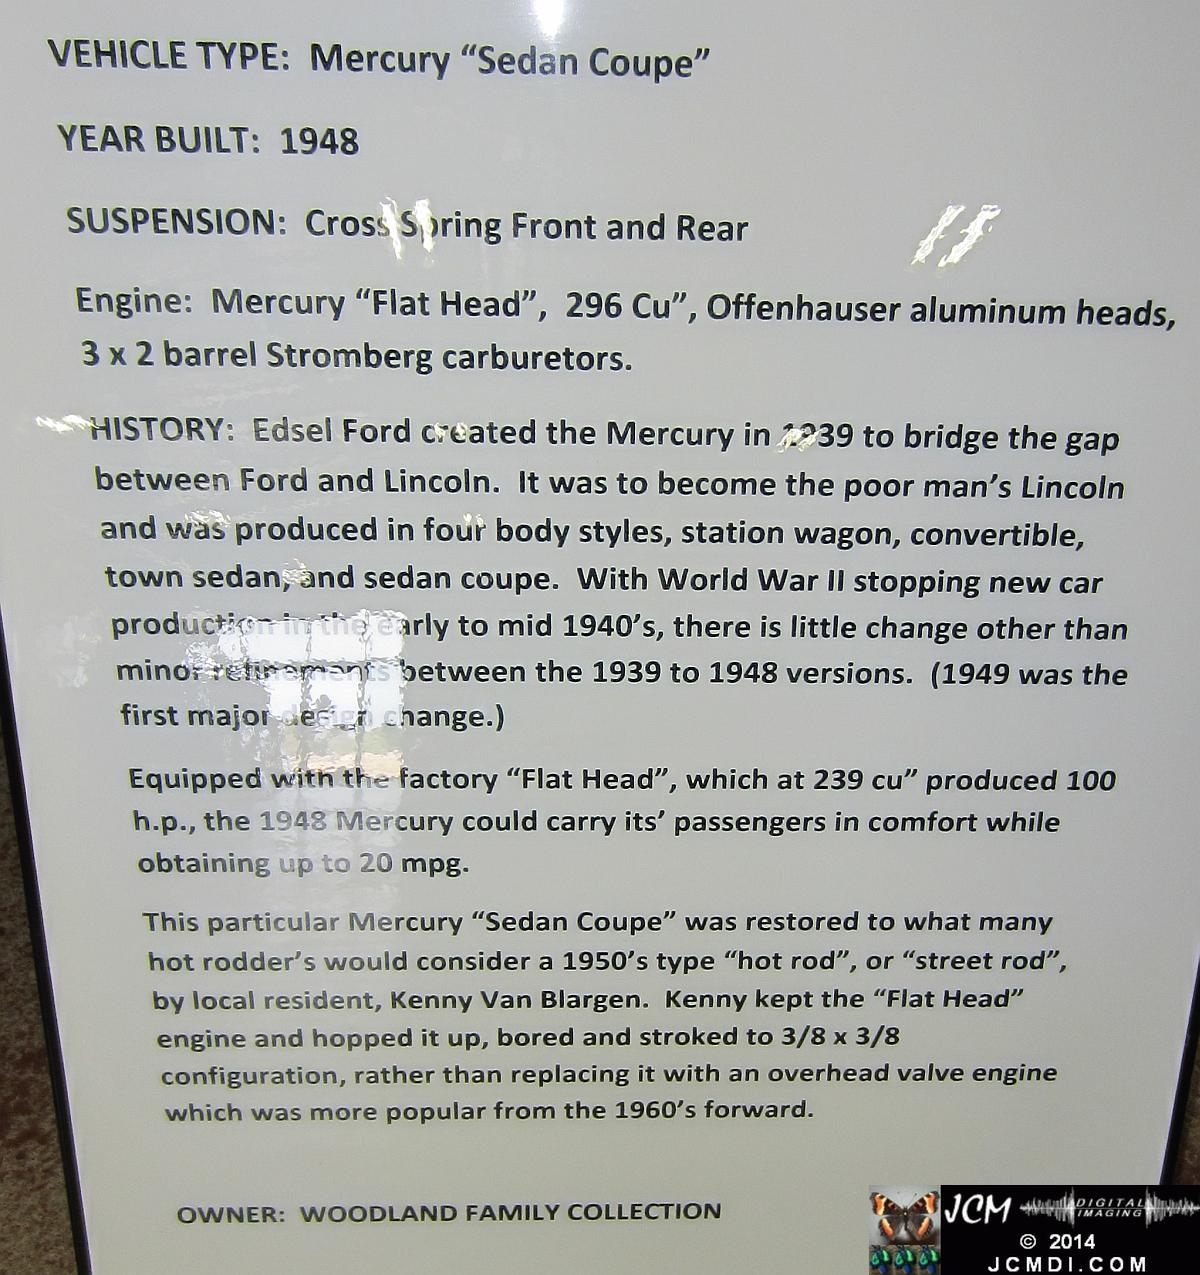 VEHICLE TYPE: Mercury “Sedan Coupe”
YEAR BUILT: 1948
SUSPENSION: Cross Spring Front and Rear
Engine: Mercury “Flat Head”, 296 Cu”, Offenhauser aluminum heads,
3 x 2 barrel Stromberg carburetors.
HISTORY: Edsel Ford created the Mercury in 1939 to bridge the gap
between Ford and Lincoln. It was to become the poor man’s Lincoln
and was produced in four body styles, station wagon, convertible,
town sedan, and sedan coupe. With World War II stopping new car
production in the early to mid 1940’s, there is little change other than
minor refinements between the 1939 to 1948 versions. (1949 was the
first major design change.)
Equipped with the factory “Flat Head”, which at 239 cu” produced 100
h.p., the 1948 Mercury could carry its’ passengers in comfort while
obtaining up to 20 mpg.
This particular Mercury “Sedan Coupe” was restored to what many
hot rodder’s would consider a 1950’s type “hot rod”, or “street rod”,
by local resident, Kenny Van Blargen. Kenny kept the “Flat Head”
engine and hopped it up, bored and stroked to 3/8 x 3/8
configuration, rather than replacing it with an overhead valve engine
which was more popular from the 1960’s forward.
OWNER: WOODLAND FAMILY COLLECTION
JCM DIGITAL IMAGING
© 2014
JCMDI.COM